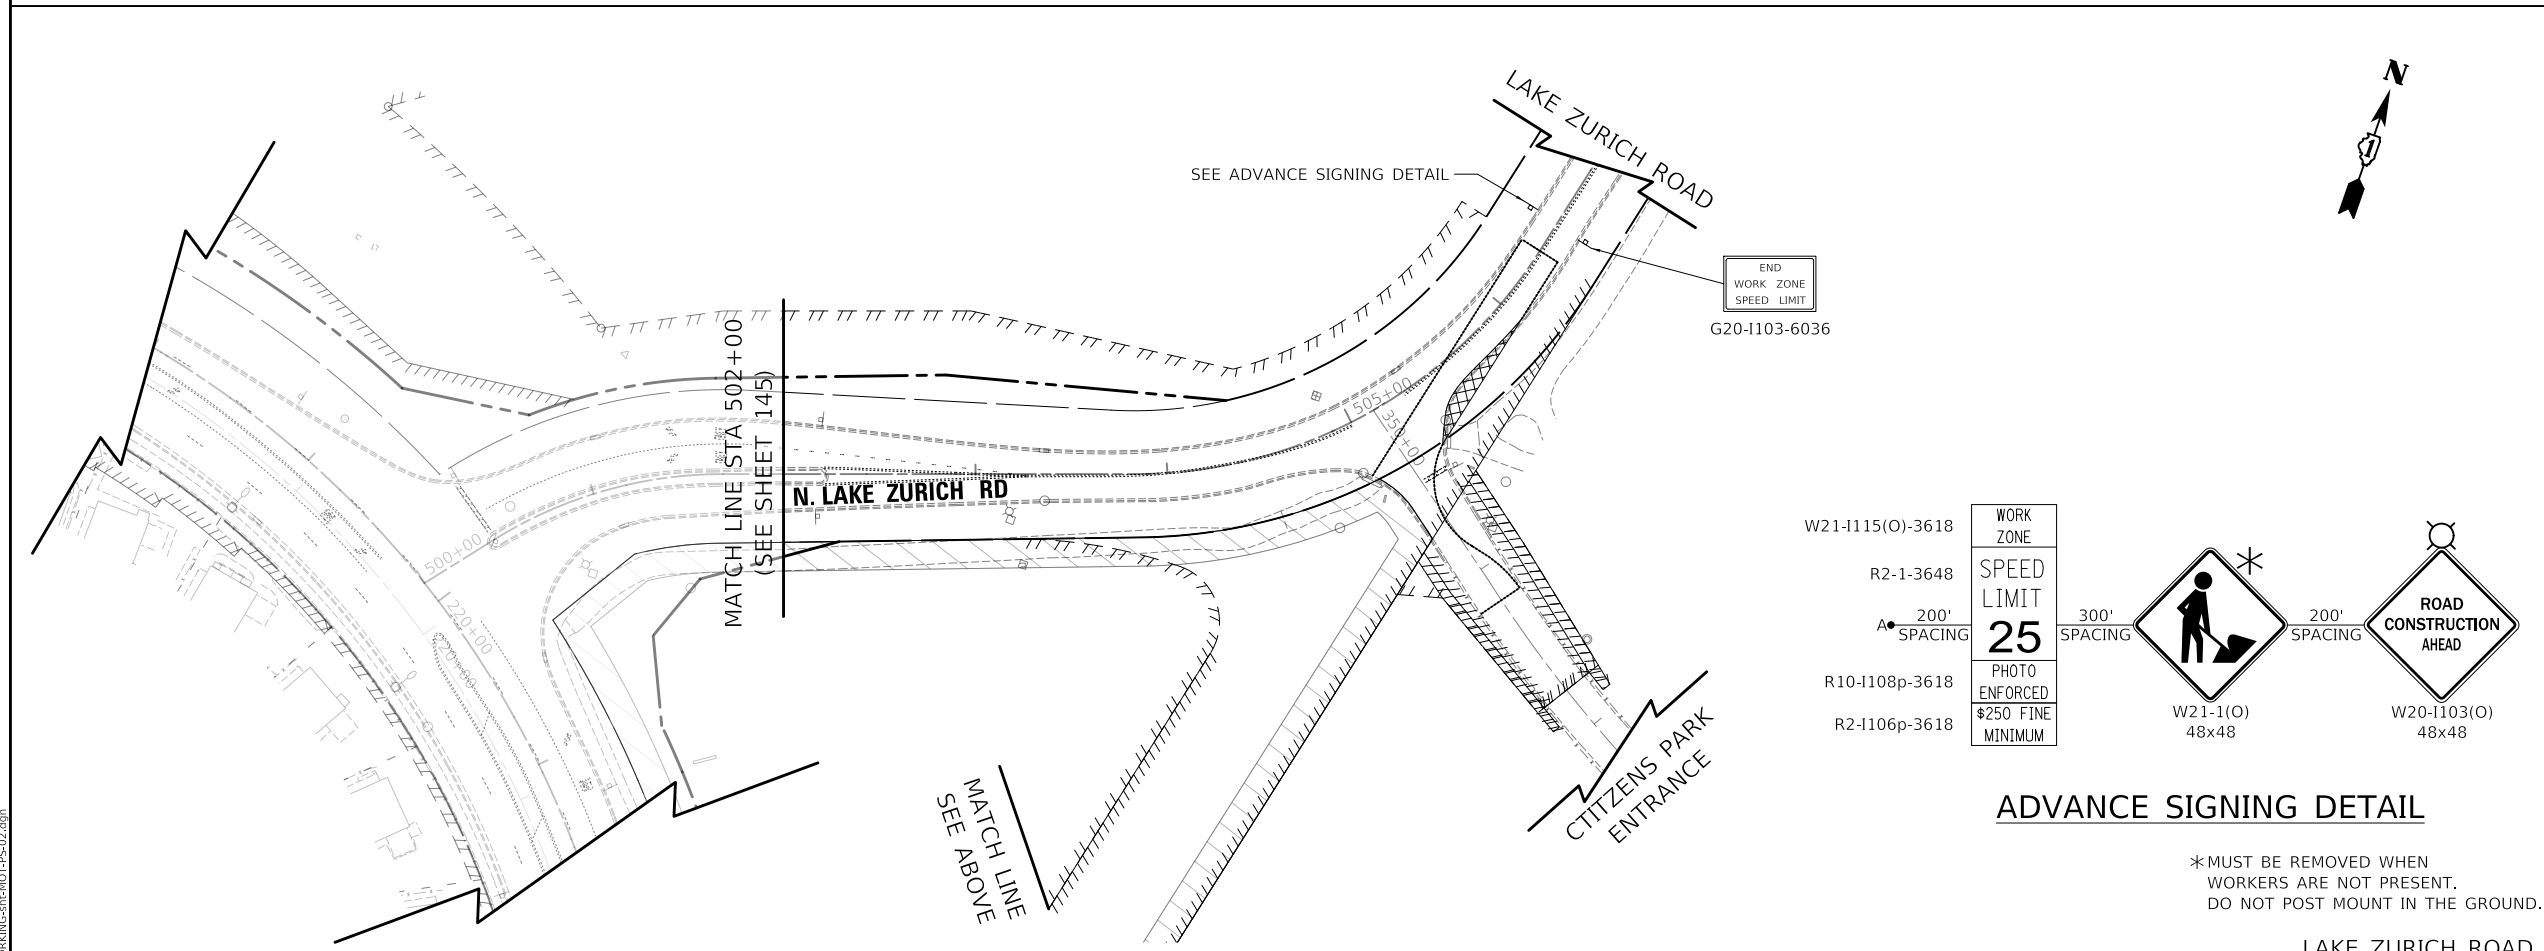 LAKE ZURICH ROAD
N
1
SEE ADVANCE SIGNING DETAIL
END
WORK ZONE
SPEED LIMIT
G20-I103-6036
MATCH LINE STA 502+00
(SEE SHEET 145)
505+00
350+00
N. LAKE ZURICH RD
500+00
220+00
W21-I115(O)-3618
R2-1-3648
A
200'
SPACING
R10-I108p-3618
R2-I106p-3618
WORK
ZONE
SPEED
LIMIT
25
PHOTO
ENFORCED
$250 FINE
MINIMUM
300'
SPACING
W21-1(O)
48x48
200'
SPACING
ROAD
CONSTRUCTION
AHEAD
W20-I103(O)
48x48
CTITZENS PARK
ENTRANCE
MATCH LINE
SEE ABOVE
ADVANCE SIGNING DETAIL
*MUST BE REMOVED WHEN
WORKERS ARE NOT PRESENT.
DO NOT POST MOUNT IN THE GROUND.
LAKE ZURICH ROAD